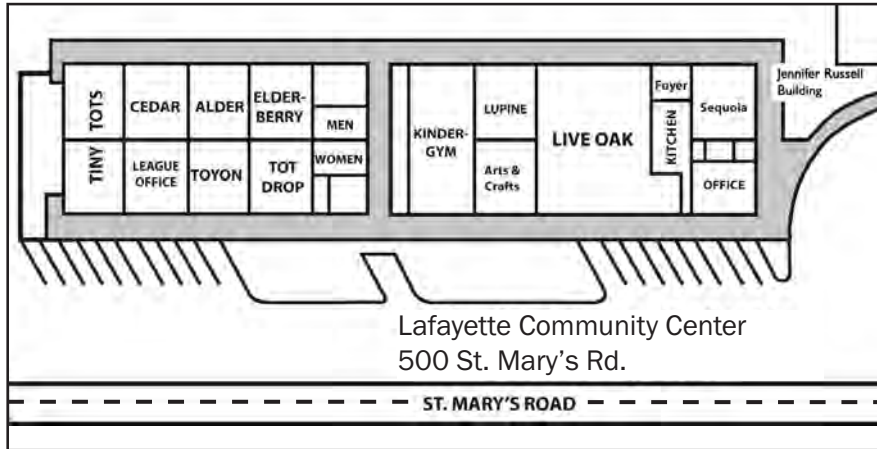 TINY TOTS
CEDAR
ALDER
ELDER-
BERRY
MEN
LEAGUE
OFFICE
TOYON
TOT
DROP
WOMEN
KINDER-
GYM
LUPINE
Arts &
Crafts
LIVE OAK
Foyer
KITCHEN
Sequoia
OFFICE
Jennifer Russell
Building
Lafayette Community Center
500 St. Mary's Rd.
ST. MARY'S ROAD